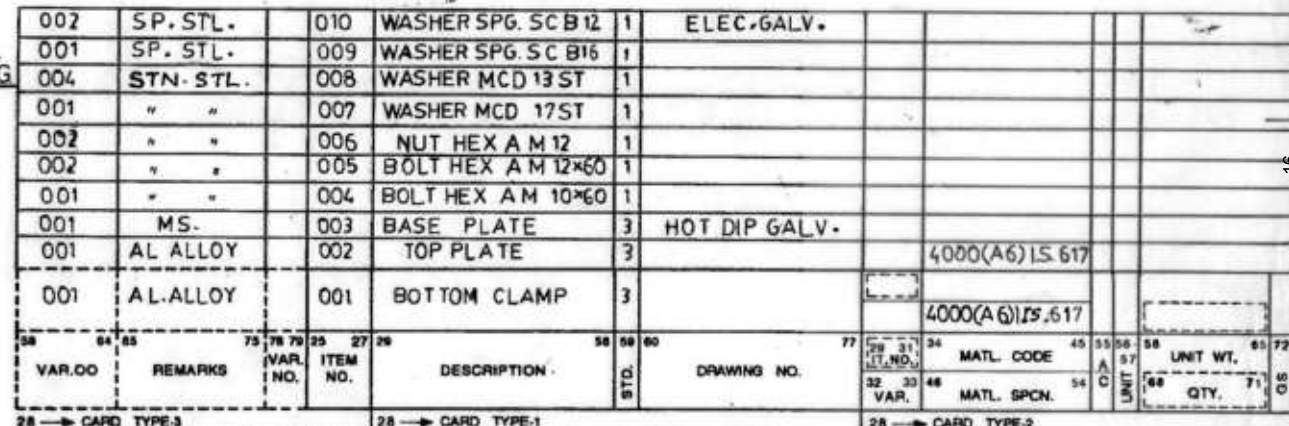 002 SP. STL. 010 WASHER SPG. SC B 12 1 ELEC. GALV.
001 SP. STL. 009 WASHER SPG. SC B16 1
G 004 STN. STL. 008 WASHER MCD 13 ST 1
001 " " 007 WASHER MCD 17 ST 1
002 " " 006 NUT HEX A M 12 1
002 " " 005 BOLT HEX A M 12×60 1
16
001 " " 004 BOLT HEX A M 10×60 1
001 MS. 003 BASE PLATE 3 HOT DIP GALV.
001 AL ALLOY 002 TOP PLATE 3 4000(A6) I.S. 617
001 AL.ALLOY 001 BOTTOM CLAMP 3
4000(A6) IS.617
58 64 65 75 78 79 25 27 29 58 59 60 77 29 31 34 45 55 56 58 65 72
VAR.OO REMARKS VAR. NO. ITEM NO. DESCRIPTION STD. DRAWING NO. IT.NO. MATL. CODE A C UNIT 57 UNIT WT. GS
32 33 46 54 68 71
VAR. MATL. SPCN. QTY.
28 → CARD TYPE-3 28 → CARD TYPE-1 28 → CARD TYPE-2